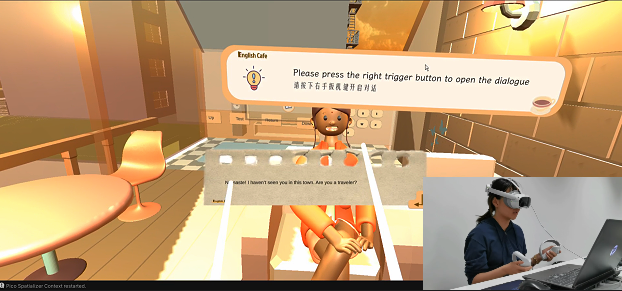 English Cafe
Please press the right trigger button to open the dialogue
请按下右手扳机键开启对话
Up
I haven't seen you in this town. Are you a traveler?
Pico Spatializer Context restarted.